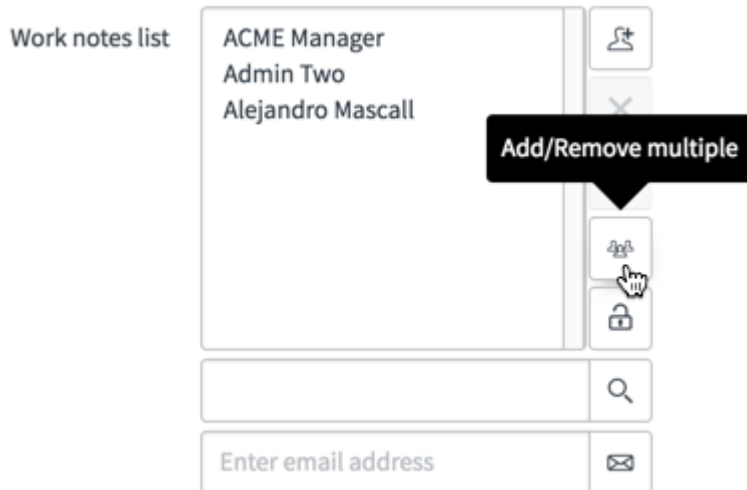 Work notes list
ACME Manager
Admin Two
Alejandro Mascall
Add/Remove multiple
Enter email address